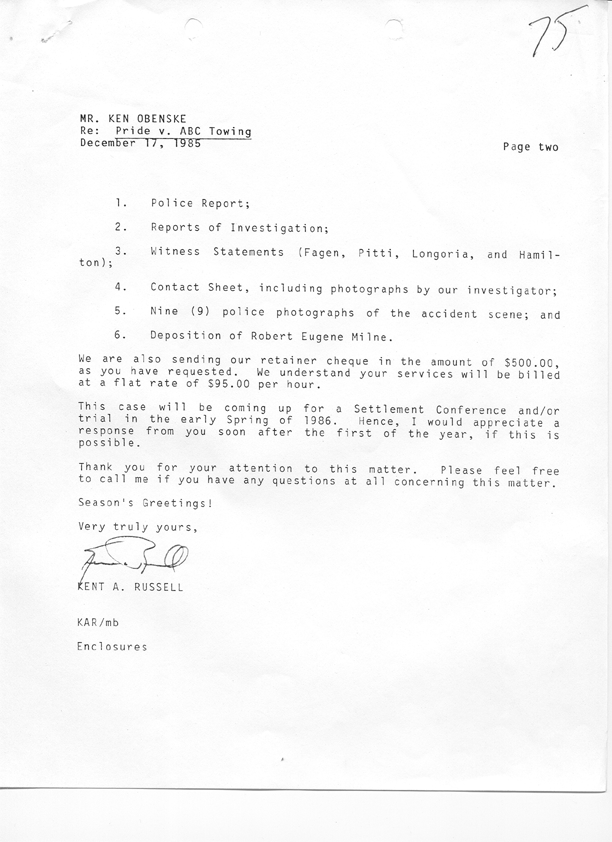 75
MR. KEN OBENSKE
Re: Pride v. ABC Towing
December 17, 1985
Page two
1. Police Report;
2. Reports of Investigation;
3. Witness Statements (Fagen, Pitti, Longoria, and Hamil-
ton);
4. Contact Sheet, including photographs by our investigator;
5. Nine (9) police photographs of the accident scene; and
6. Deposition of Robert Eugene Milne.
We are also sending our retainer cheque in the amount of $500.00,
as you have requested. We understand your services will be billed
at a flat rate of $95.00 per hour.
This case will be coming up for a Settlement Conference and/or
trial in the early Spring of 1986. Hence, I would appreciate a
response from you soon after the first of the year, if this is
possible.
Thank you for your attention to this matter. Please feel free
to call me if you have any questions at all concerning this matter.
Season's Greetings!
Very truly yours,
KENT A. RUSSELL
KAR/mb
Enclosures